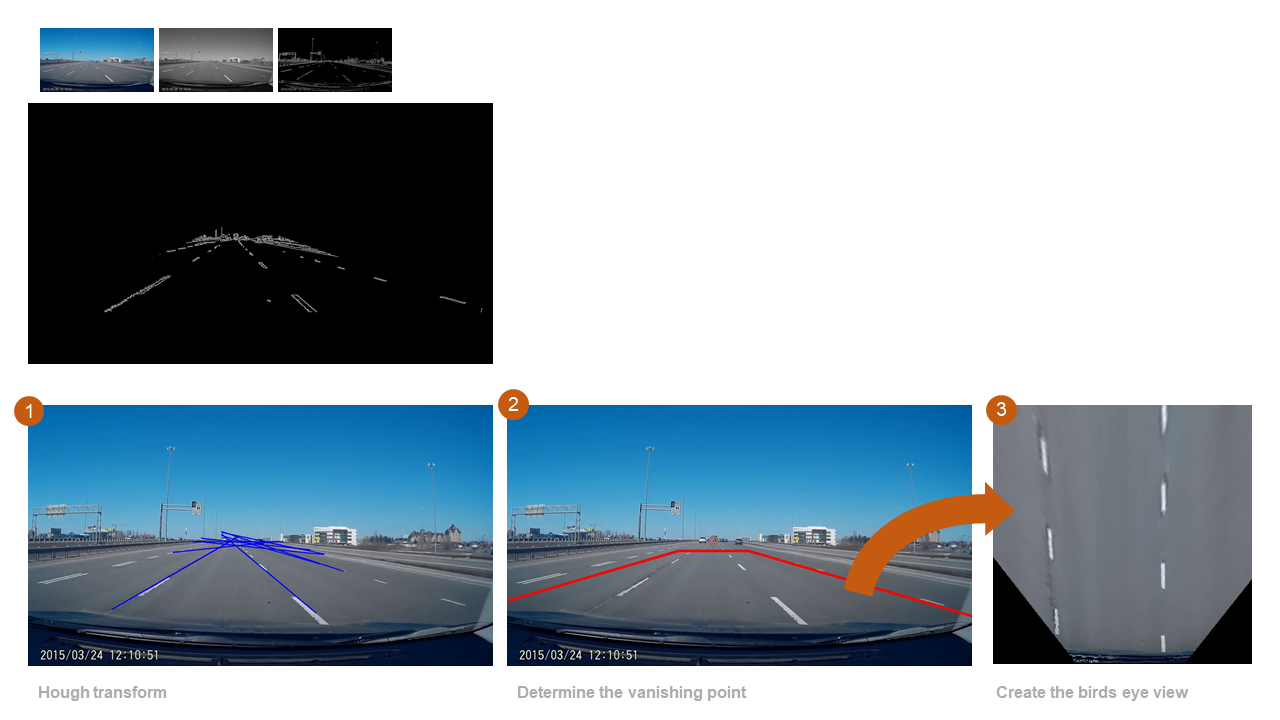 1
2
3
2015/03/24 12:10:51
2015/03/24 12:10:51
Hough transform
Determine the vanishing point
Create the birds eye view